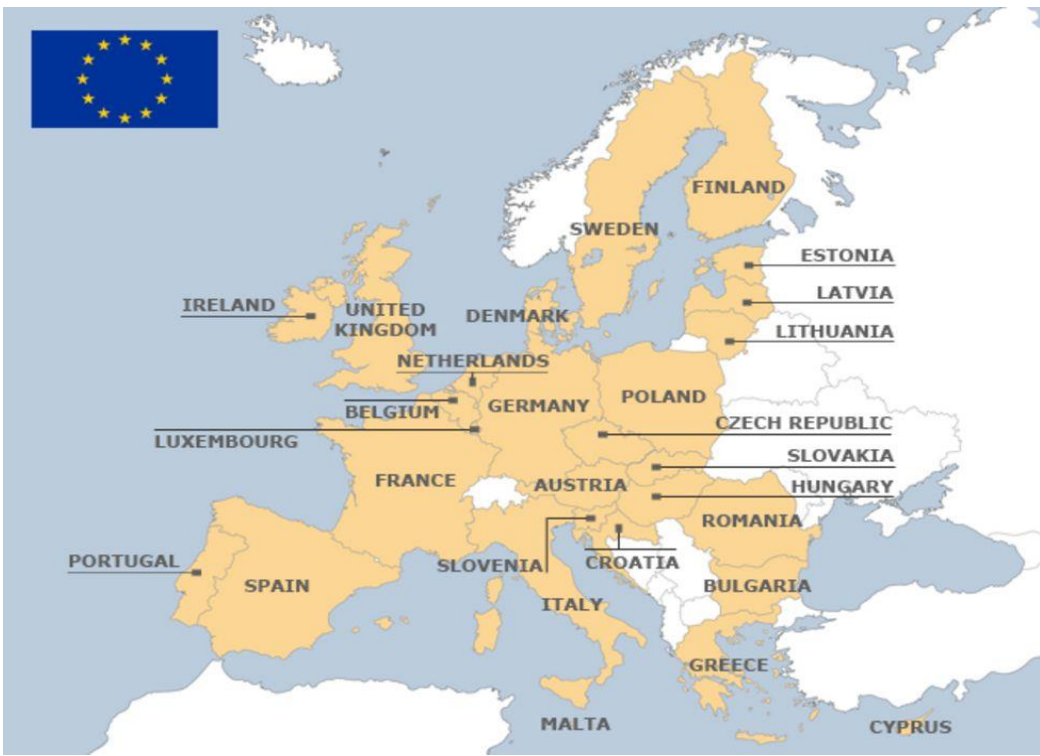 FINLAND
SWEDEN
ESTONIA
LATVIA
IRELAND
UNITED
KINGDOM
DENMARK
LITHUANIA
NETHERLANDS
POLAND
BELGIUM
GERMANY
CZECH REPUBLIC
LUXEMBOURG
SLOVAKIA
FRANCE
AUSTRIA
HUNGARY
ROMANIA
PORTUGAL
SLOVENIA
CROATIA
SPAIN
BULGARIA
ITALY
GREECE
MALTA
CYPRUS